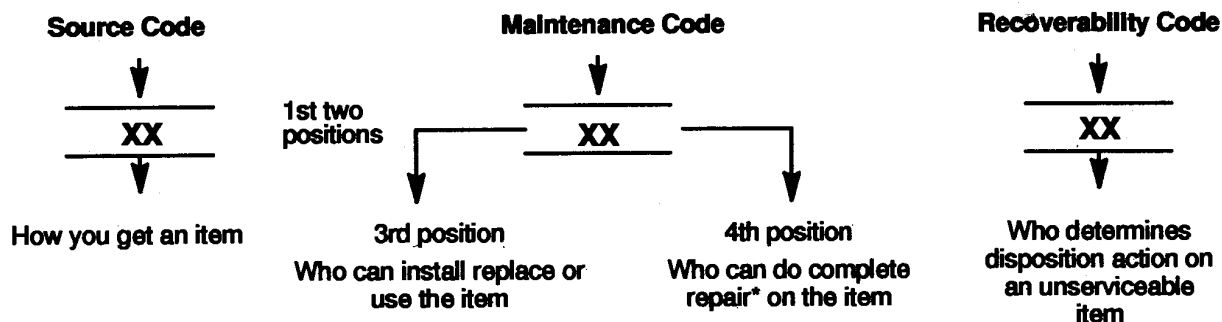 Source Code
Maintenance Code
Recoverability Code
XX
1st two
positions
XX
XX
How you get an item
3rd position
Who can install replace or
use the item
4th position
Who can do complete
repair* on the item
Who determines
disposition action on
an unserviceable
item